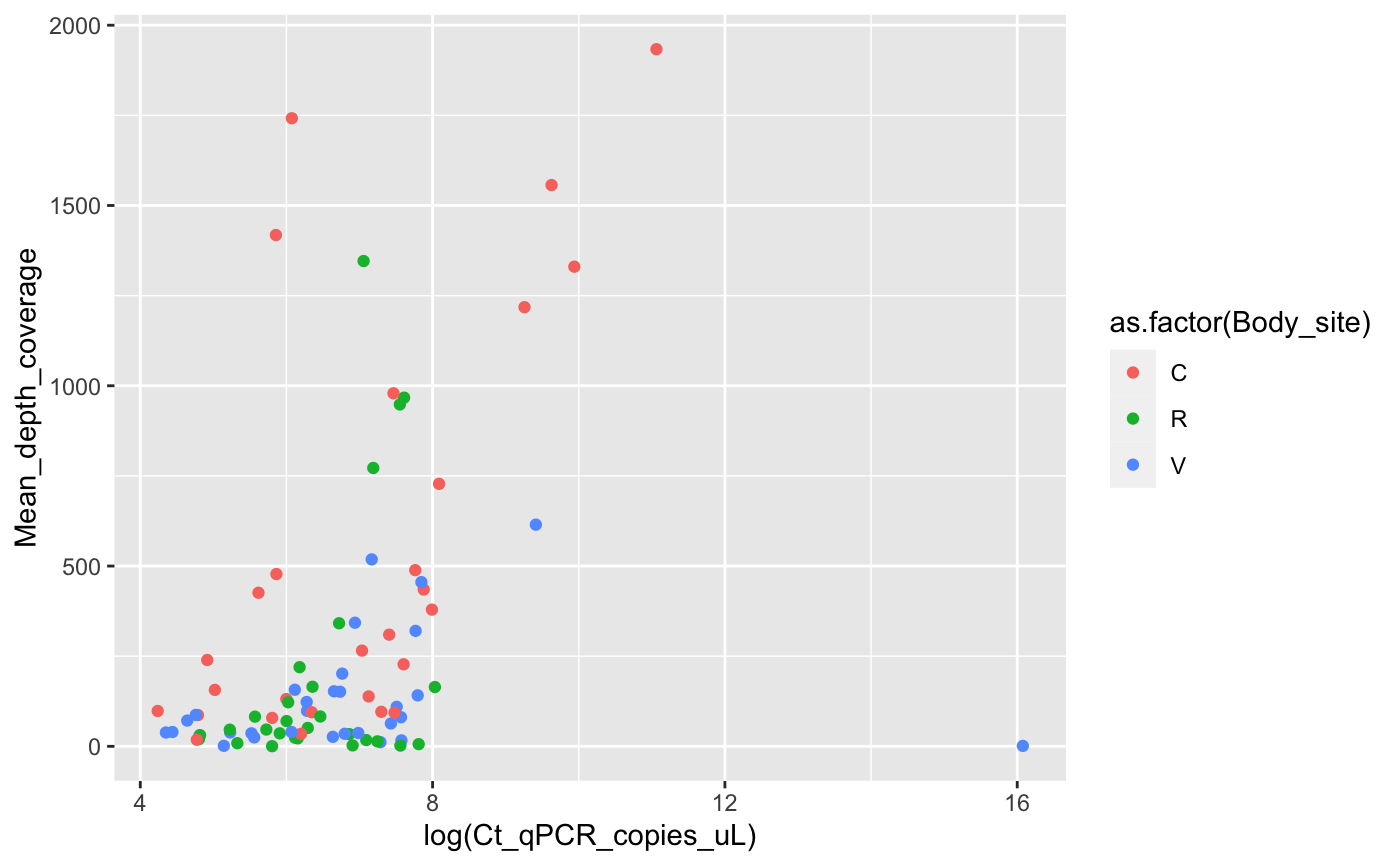 2000
1500
1000
500
0
Mean_depth_coverage
4 8 12 16
log(Ct_qPCR_copies_uL)
as.factor(Body_site)
C
R
V